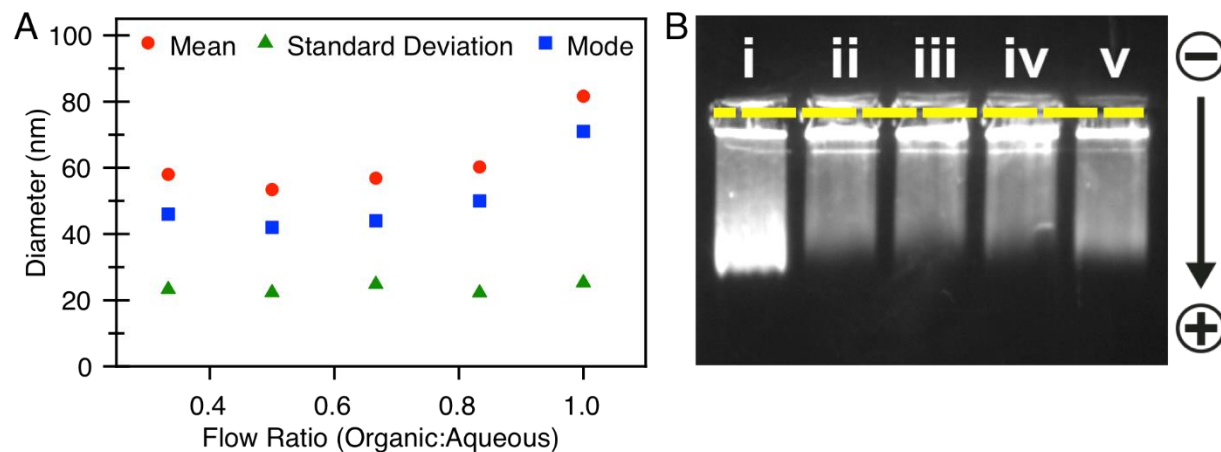 A
Mean
Standard Deviation
Mode
Diameter (nm)
100
80
60
40
20
0
0.4
0.6
0.8
1.0
Flow Ratio (Organic:Aqueous)
B
i
ii
iii
iv
v
−
+